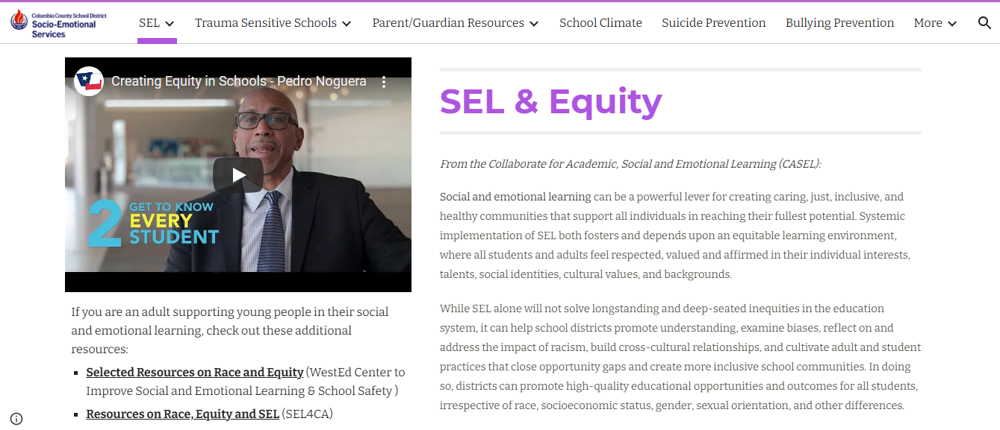 Columbia County School District
Socio-Emotional
Services
SEL
Trauma Sensitive Schools
Parent/Guardian Resources
School Climate
Suicide Prevention
Bullying Prevention
More
Creating Equity in Schools - Pedro Noguera
2 GET TO KNOW
EVERY
STUDENT
If you are an adult supporting young people in their social
and emotional learning, check out these additional
resources:
Selected Resources on Race and Equity (WestEd Center to
Improve Social and Emotional Learning & School Safety )
Resources on Race, Equity and SEL (SEL4CA)
SEL & Equity
From the Collaborate for Academic, Social and Emotional Learning (CASEL):
Social and emotional learning can be a powerful lever for creating caring, just, inclusive, and
healthy communities that support all individuals in reaching their fullest potential. Systemic
implementation of SEL both fosters and depends upon an equitable learning environment,
where all students and adults feel respected, valued and affirmed in their individual interests,
talents, social identities, cultural values, and backgrounds.
While SEL alone will not solve longstanding and deep-seated inequities in the education
system, it can help school districts promote understanding, examine biases, reflect on and
address the impact of racism, build cross-cultural relationships, and cultivate adult and student
practices that close opportunity gaps and create more inclusive school communities. In doing
so, districts can promote high-quality educational opportunities and outcomes for all students,
irrespective of race, socioeconomic status, gender, sexual orientation, and other differences.